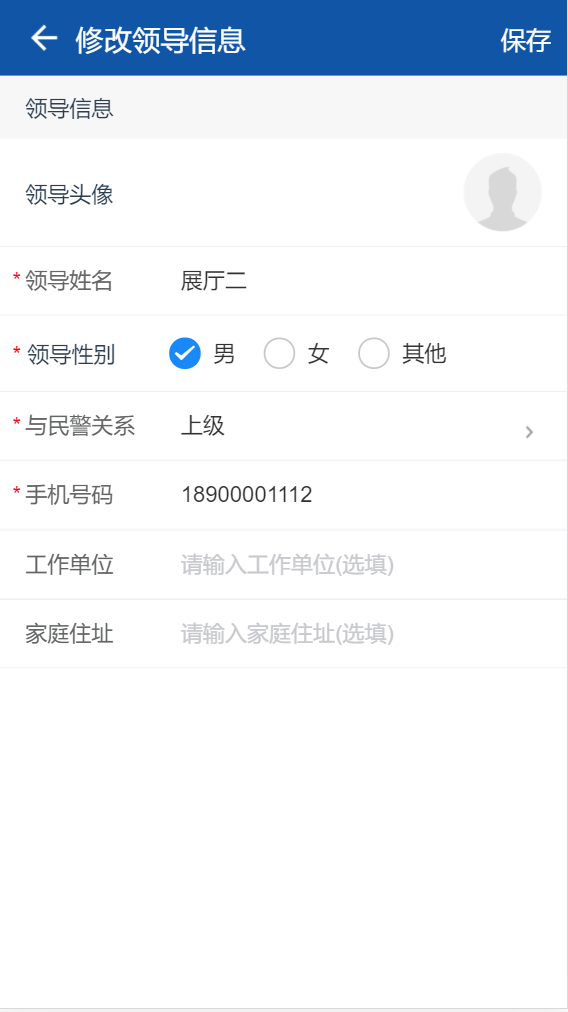 修改领导信息 保存
领导信息
领导头像
* 领导姓名 展厅二
* 领导性别 男 女 其他
* 与民警关系 上级
* 手机号码 18900001112
工作单位 请输入工作单位(选填)
家庭住址 请输入家庭住址(选填)